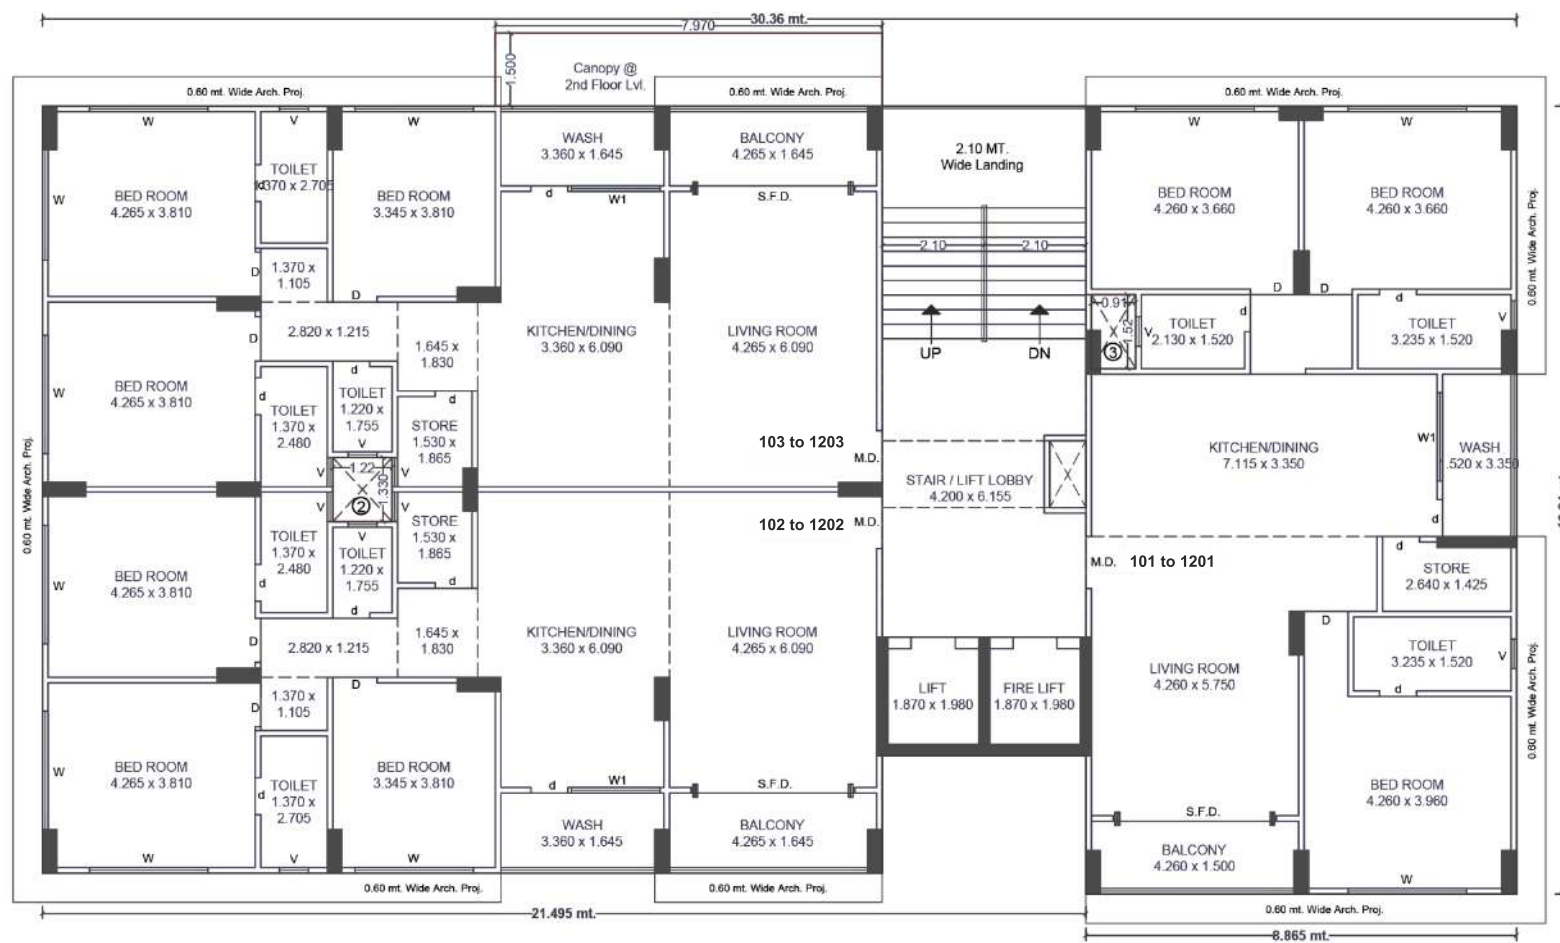 30.36 mt.
7.970
1.500
Canopy @
2nd Floor Lvl.
0.60 mt. Wide Arch. Proj.
0.60 mt. Wide Arch. Proj.
0.60 mt. Wide Arch. Proj.
W
V
W
WASH
3.360 x 1.645
BALCONY
4.265 x 1.645
2.10 MT.
Wide Landing
W
W
TOILET
1.370 x 2.705
d
W
BED ROOM
4.265 x 3.810
BED ROOM
3.345 x 3.810
d
W1
S.F.D.
BED ROOM
4.260 x 3.660
BED ROOM
4.260 x 3.660
0.60 mt. Wide Arch. Proj.
2.10
2.10
D
1.370 x
1.105
D
D
D
d
0.91
1.52
3
V
d
TOILET
2.130 x 1.520
TOILET
3.235 x 1.520
V
2.820 x 1.215
D
1.645 x
1.830
KITCHEN/DINING
3.360 x 6.090
LIVING ROOM
4.265 x 6.090
UP
DN
W
BED ROOM
4.265 x 3.810
d
TOILET
1.370 x
2.480
d
TOILET
1.220 x
1.755
V
d
STORE
1.530 x
1.865
103 to 1203
M.D.
KITCHEN/DINING
7.115 x 3.350
W1
WASH
.520 x 3.350
d
0.60 mt. Wide Arch. Proj.
V
1.22
1.330
2
V
STAIR / LIFT LOBBY
4.200 x 6.155
V
V
STORE
1.530 x
1.865
d
102 to 1202
M.D.
TOILET
1.370 x
2.480
d
V
TOILET
1.220 x
1.755
d
W
BED ROOM
4.265 x 3.810
M.D.
101 to 1201
d
STORE
2.640 x 1.425
D
2.820 x 1.215
1.645 x
1.830
KITCHEN/DINING
3.360 x 6.090
LIVING ROOM
4.265 x 6.090
D
TOILET
3.235 x 1.520
V
d
D
1.370 x
1.105
D
LIFT
1.870 x 1.980
FIRE LIFT
1.870 x 1.980
LIVING ROOM
4.260 x 5.750
0.60 mt. Wide Arch. Proj.
W
BED ROOM
4.265 x 3.810
d
TOILET
1.370 x
2.705
BED ROOM
3.345 x 3.810
d
W1
S.F.D.
BED ROOM
4.260 x 3.960
S.F.D.
WASH
3.360 x 1.645
BALCONY
4.265 x 1.645
BALCONY
4.260 x 1.500
W
V
W
W
0.60 mt. Wide Arch. Proj.
0.60 mt. Wide Arch. Proj.
0.60 mt. Wide Arch. Proj.
21.495 mt.
8.865 mt.